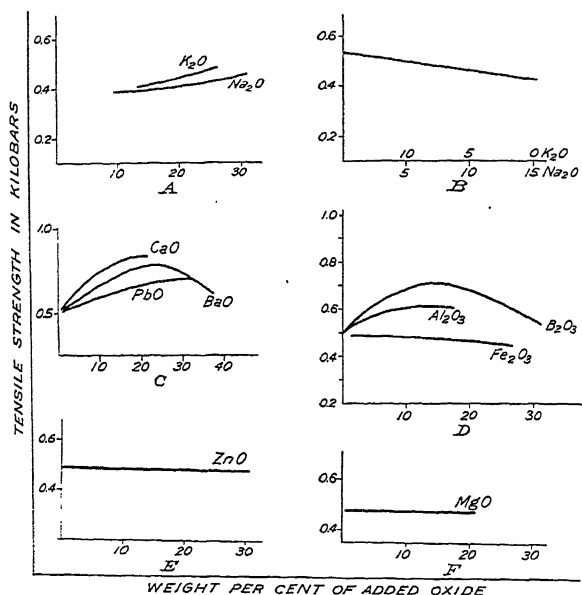 TENSILE STRENGTH IN KILOBARS
0.6
0.4
0.2
K2O
Na2O
10 20 30
A
0.6
0.4
0.2
10 5 0 K2O
5 10 15 Na2O
B
1.0
0.5
CaO
PbO
BaO
10 20 30 40
C
1.0
0.8
0.6
0.4
0.2
Al2O3
B2O3
Fe2O3
10 20 30
D
0.6
0.4
ZnO
10 20 30
E
0.6
0.4
MgO
10 20 30
F
WEIGHT PER CENT OF ADDED OXIDE